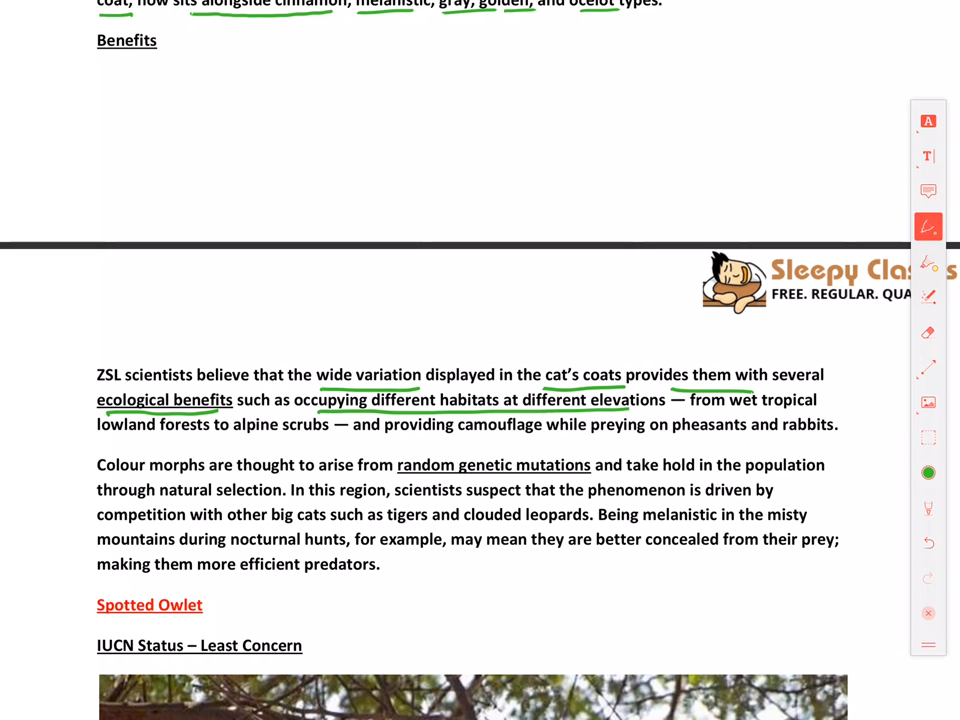 coat, now sits alongside cinnamon, melanistic, gray, golden, and ocelot types.
Benefits
Sleepy Classes
FREE. REGULAR. QUA
ZSL scientists believe that the wide variation displayed in the cat's coats provides them with several
ecological benefits such as occupying different habitats at different elevations — from wet tropical
lowland forests to alpine scrubs — and providing camouflage while preying on pheasants and rabbits.
Colour morphs are thought to arise from random genetic mutations and take hold in the population
through natural selection. In this region, scientists suspect that the phenomenon is driven by
competition with other big cats such as tigers and clouded leopards. Being melanistic in the misty
mountains during nocturnal hunts, for example, may mean they are better concealed from their prey;
making them more efficient predators.
Spotted Owlet
IUCN Status – Least Concern
A
T